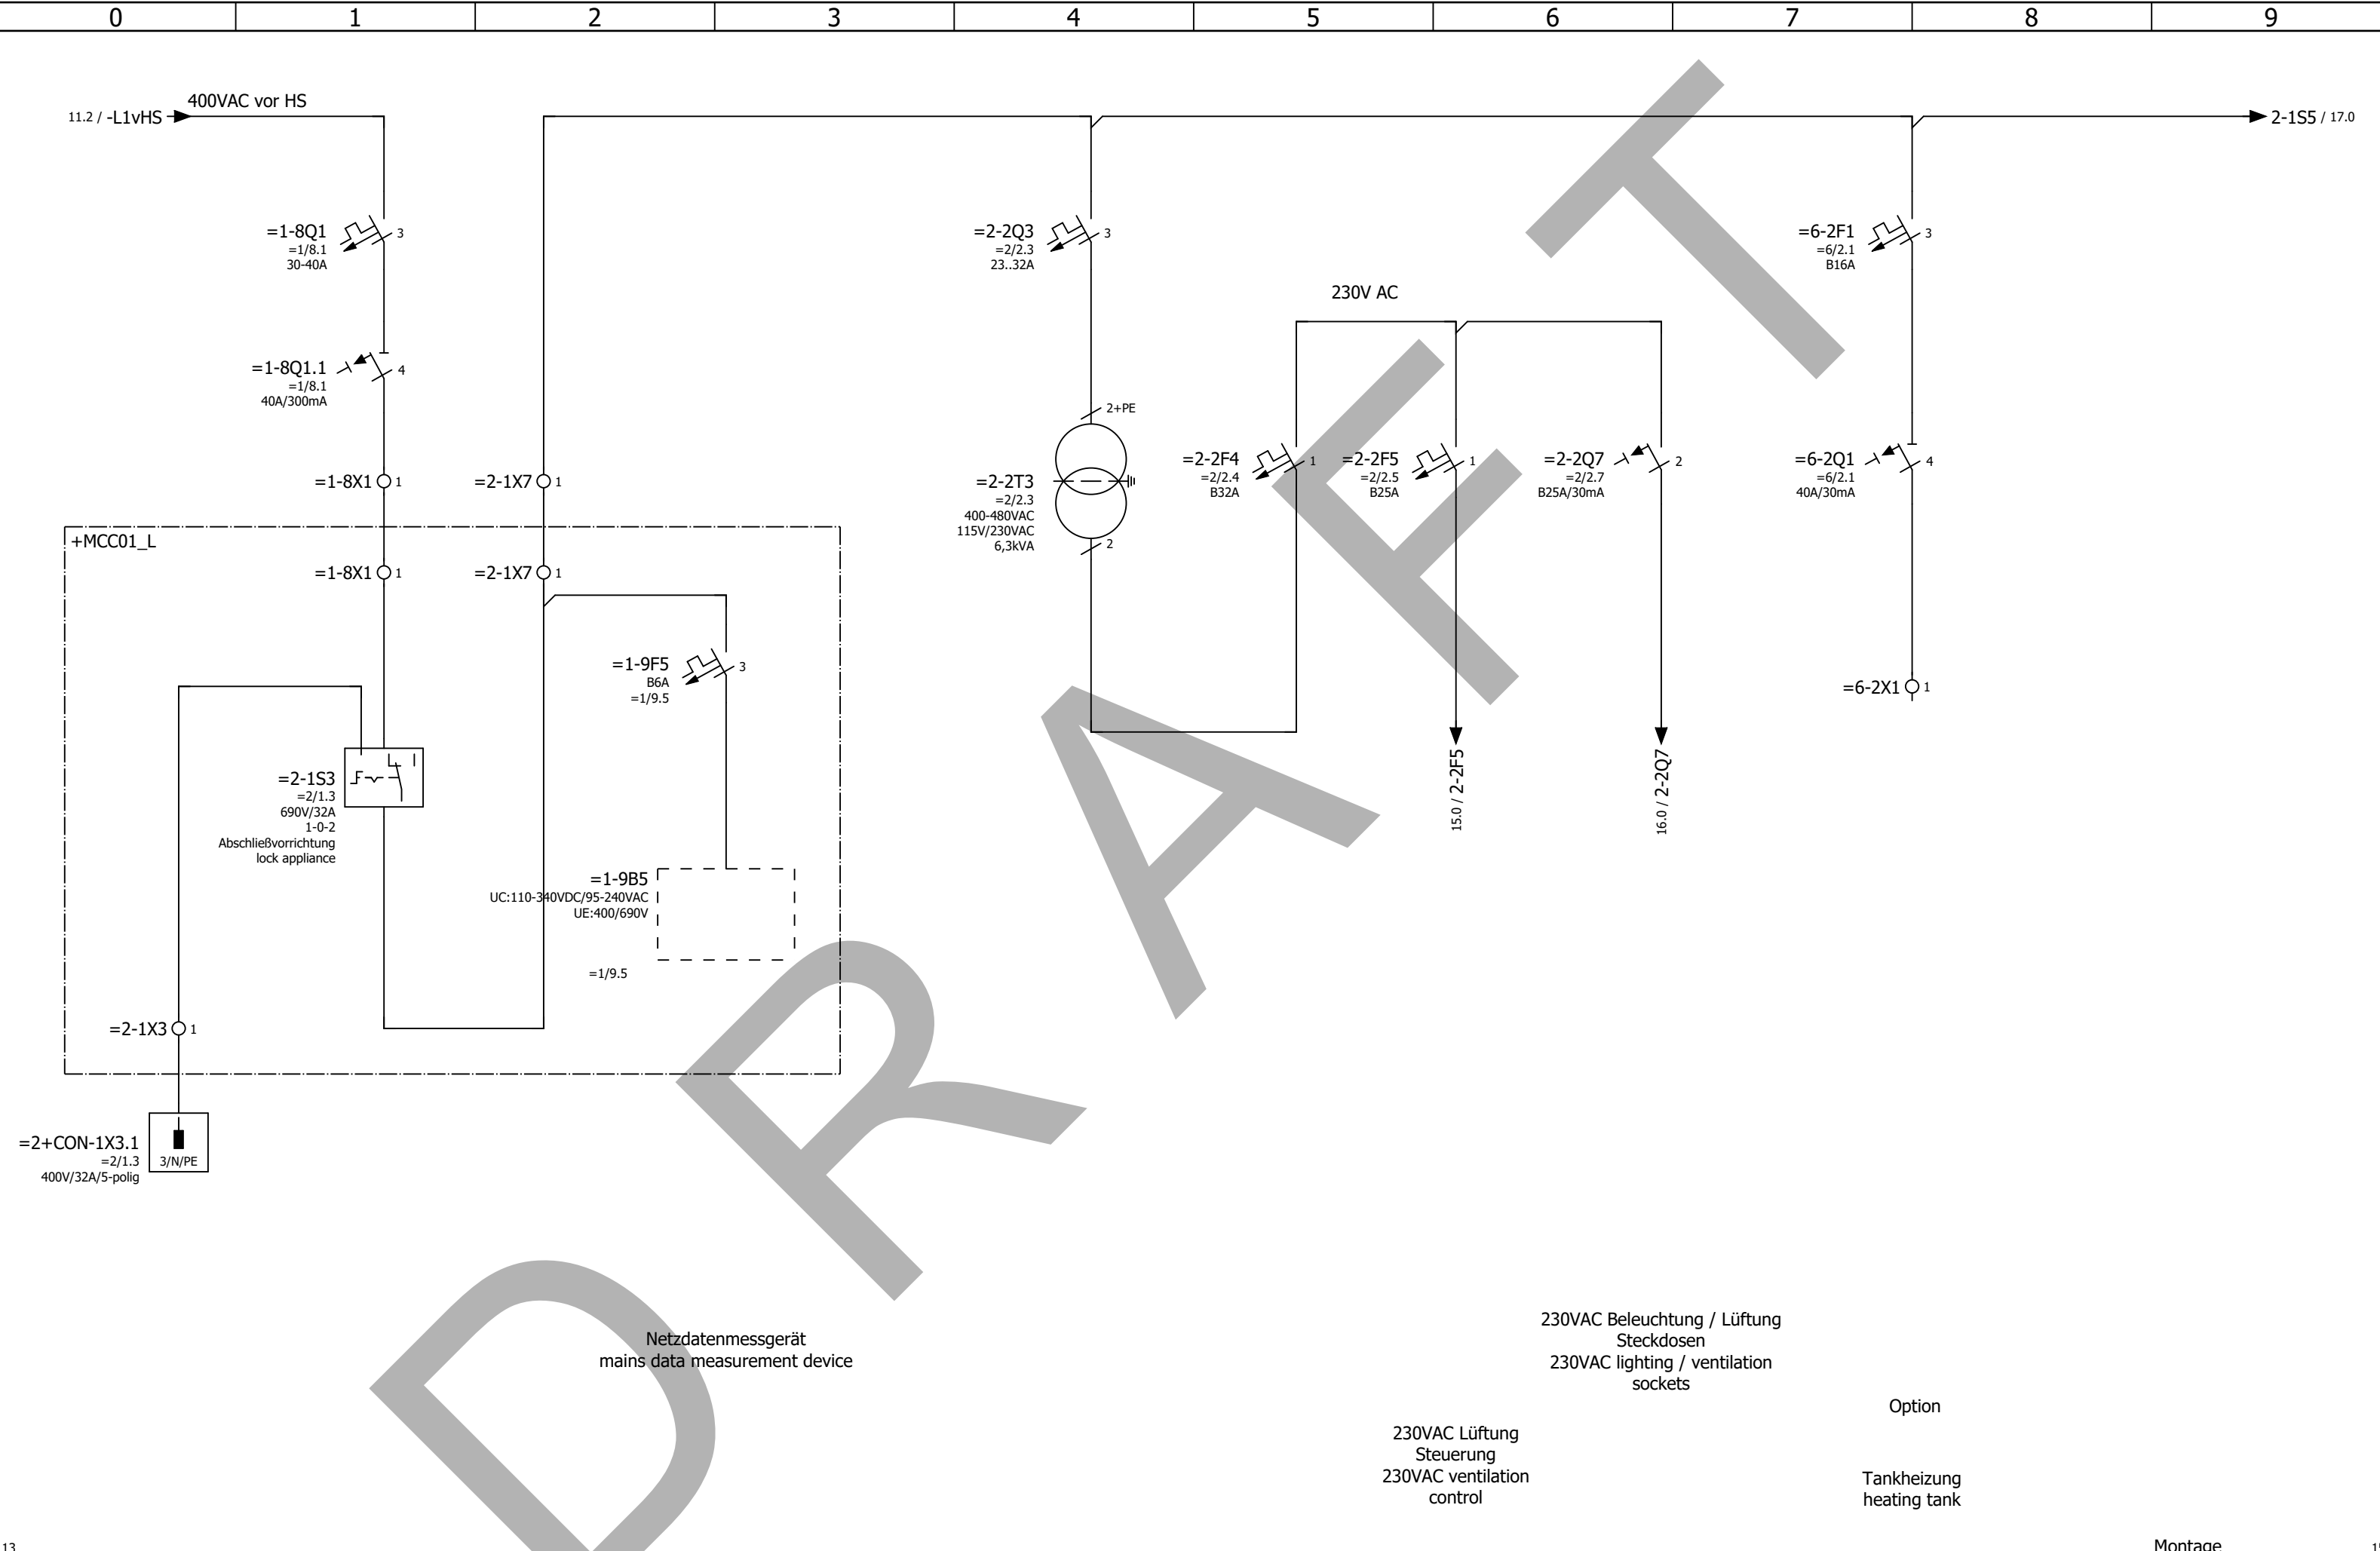 0 1 2 3 4 5 6 7 8 9
400VAC vor HS
11.2 / -L1vHS
2-1S5 / 17.0
=1-8Q1
=1/8.1
30-40A
3
=2-2Q3
=2/2.3
23..32A
3
=6-2F1
=6/2.1
B16A
3
230V AC
=1-8Q1.1
=1/8.1
40A/300mA
4
2+PE
=2-2T3
=2/2.3
400-480VAC
115V/230VAC
6,3kVA
2
=2-2F4
=2/2.4
B32A
1
=2-2F5
=2/2.5
B25A
1
=2-2Q7
=2/2.7
B25A/30mA
2
=6-2Q1
=6/2.1
40A/30mA
4
=1-8X1 1
=2-1X7 1
+MCC01_L
=1-8X1 1
=2-1X7 1
=1-9F5
B6A
=1/9.5
3
=6-2X1 1
15.0 / 2-2F5
16.0 / 2-2Q7
=2-1S3
=2/1.3
690V/32A
1-0-2
Abschließvorrichtung
lock appliance
=1-9B5
UC:110-340VDC/95-240VAC
UE:400/690V
=1/9.5
=2-1X3 1
=2+CON-1X3.1
=2/1.3
400V/32A/5-polig
3/N/PE
DRAFT
Netzdatenmessgerät
mains data measurement device
230VAC Beleuchtung / Lüftung
Steckdosen
230VAC lighting / ventilation
sockets
Option
230VAC Lüftung
Steuerung
230VAC ventilation
control
Tankheizung
heating tank
13
Montage